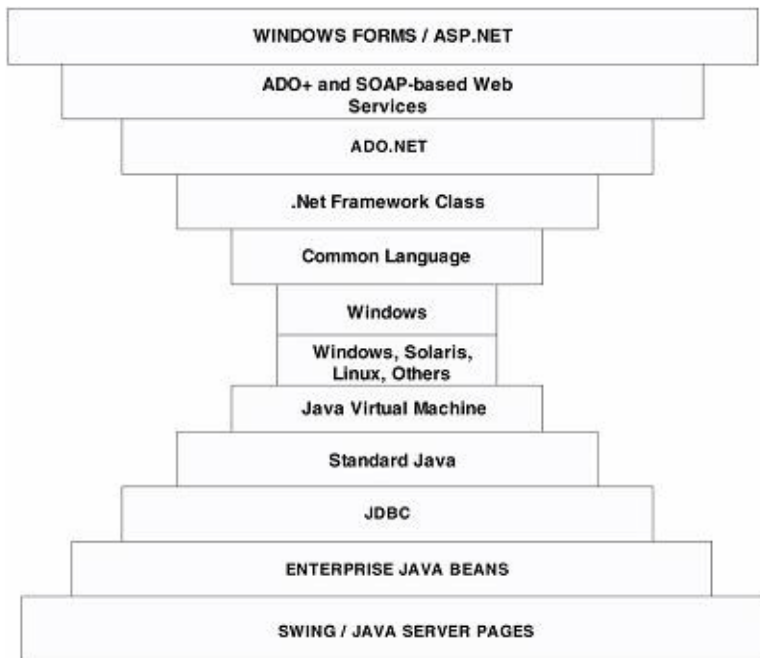 WINDOWS FORMS / ASP.NET
ADO+ and SOAP-based Web
Services
ADO.NET
.Net Framework Class
Common Language
Windows
Windows, Solaris,
Linux, Others
Java Virtual Machine
Standard Java
JDBC
ENTERPRISE JAVA BEANS
SWING / JAVA SERVER PAGES